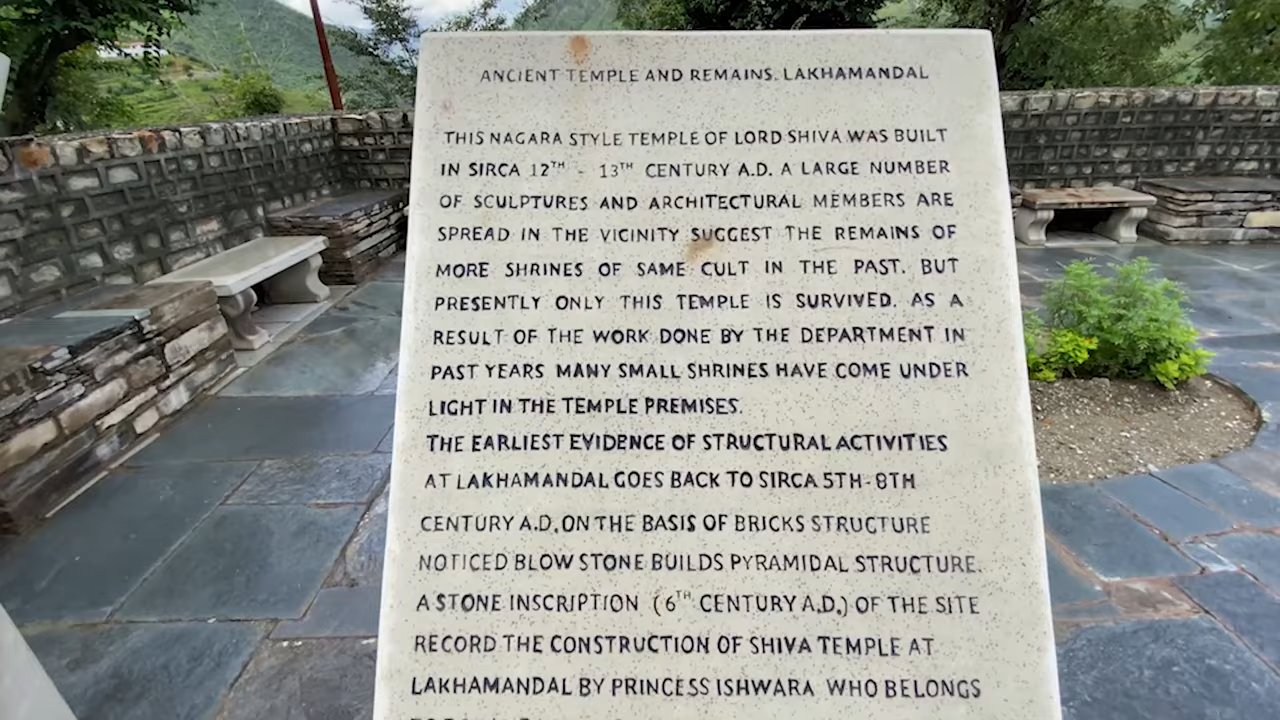 ANCIENT TEMPLE AND REMAINS. LAKHAMANDAL
THIS NAGARA STYLE TEMPLE OF LORD SHIVA WAS BUILT
IN SIRCA 12TH - 13TH CENTURY A.D. A LARGE NUMBER
OF SCULPTURES AND ARCHITECTURAL MEMBERS ARE
SPREAD IN THE VICINITY SUGGEST THE REMAINS OF
MORE SHRINES OF SAME CULT IN THE PAST. BUT
PRESENTLY ONLY THIS TEMPLE IS SURVIVED. AS A
RESULT OF THE WORK DONE BY THE DEPARTMENT IN
PAST YEARS MANY SMALL SHRINES HAVE COME UNDER
LIGHT IN THE TEMPLE PREMISES.
THE EARLIEST EVIDENCE OF STRUCTURAL ACTIVITIES
AT LAKHAMANDAL GOES BACK TO SIRCA 5TH-8TH
CENTURY A.D. ON THE BASIS OF BRICKS STRUCTURE
NOTICED BLOW STONE BUILDS PYRAMIDAL STRUCTURE.
A STONE INSCRIPTION (6TH CENTURY A.D.) OF THE SITE
RECORD THE CONSTRUCTION OF SHIVA TEMPLE AT
LAKHAMANDAL BY PRINCESS ISHWARA WHO BELONGS